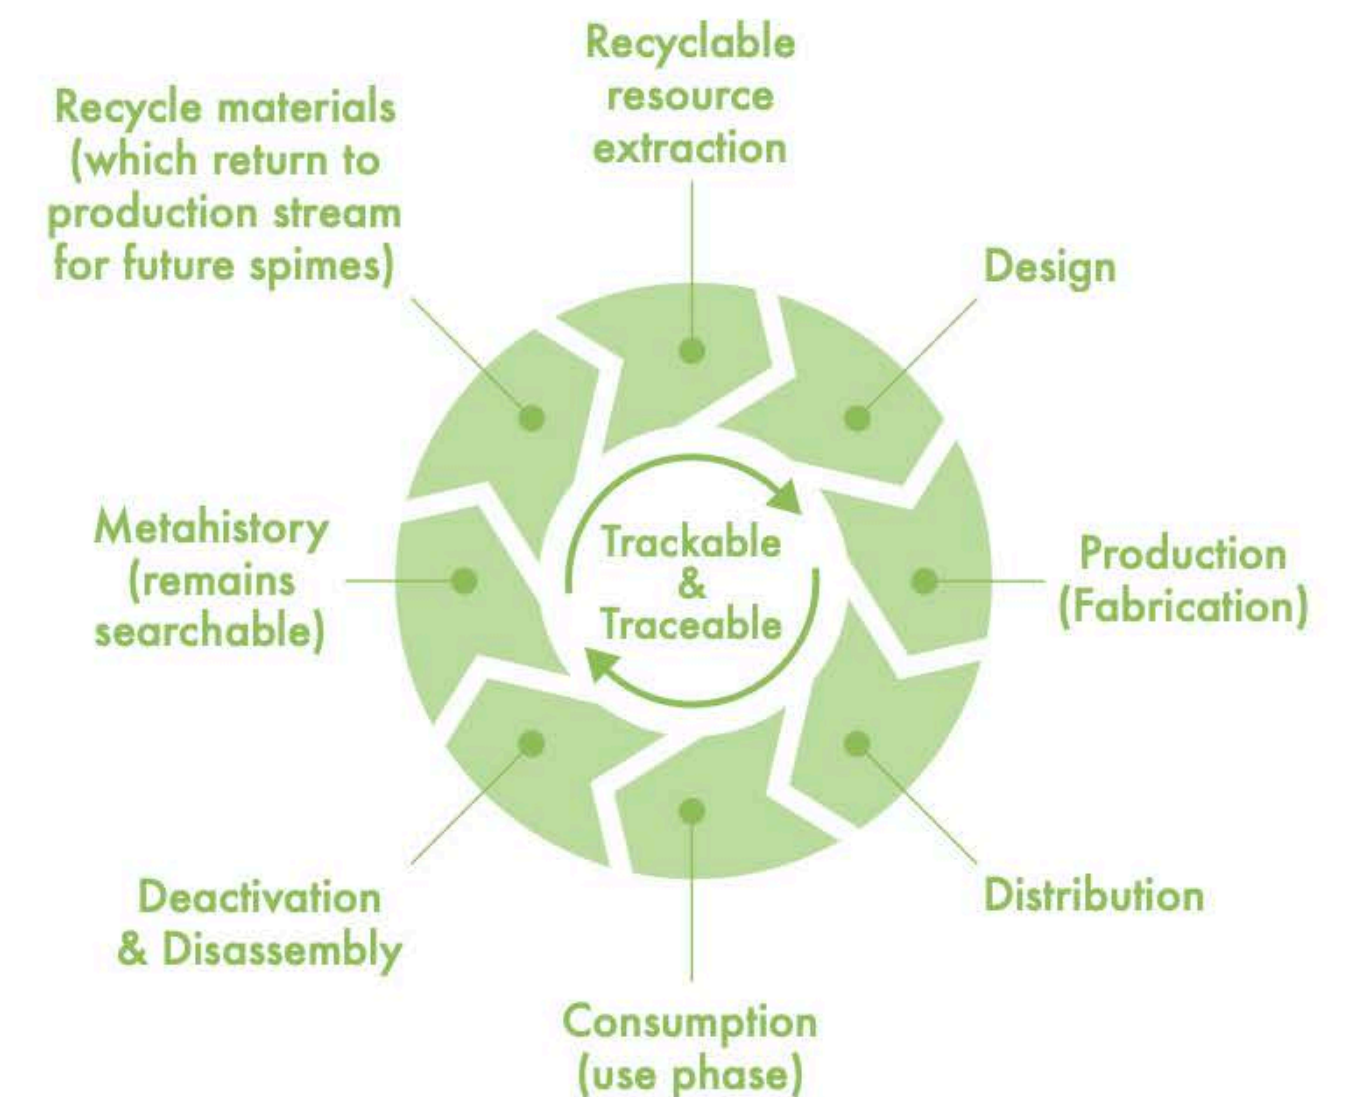 Recyclable
resource
extraction
Design
Production
(Fabrication)
Distribution
Consumption
(use phase)
Deactivation
& Disassembly
Metahistory
(remains
searchable)
Recycle materials
(which return to
production stream
for future spimes)
Trackable
&
Traceable